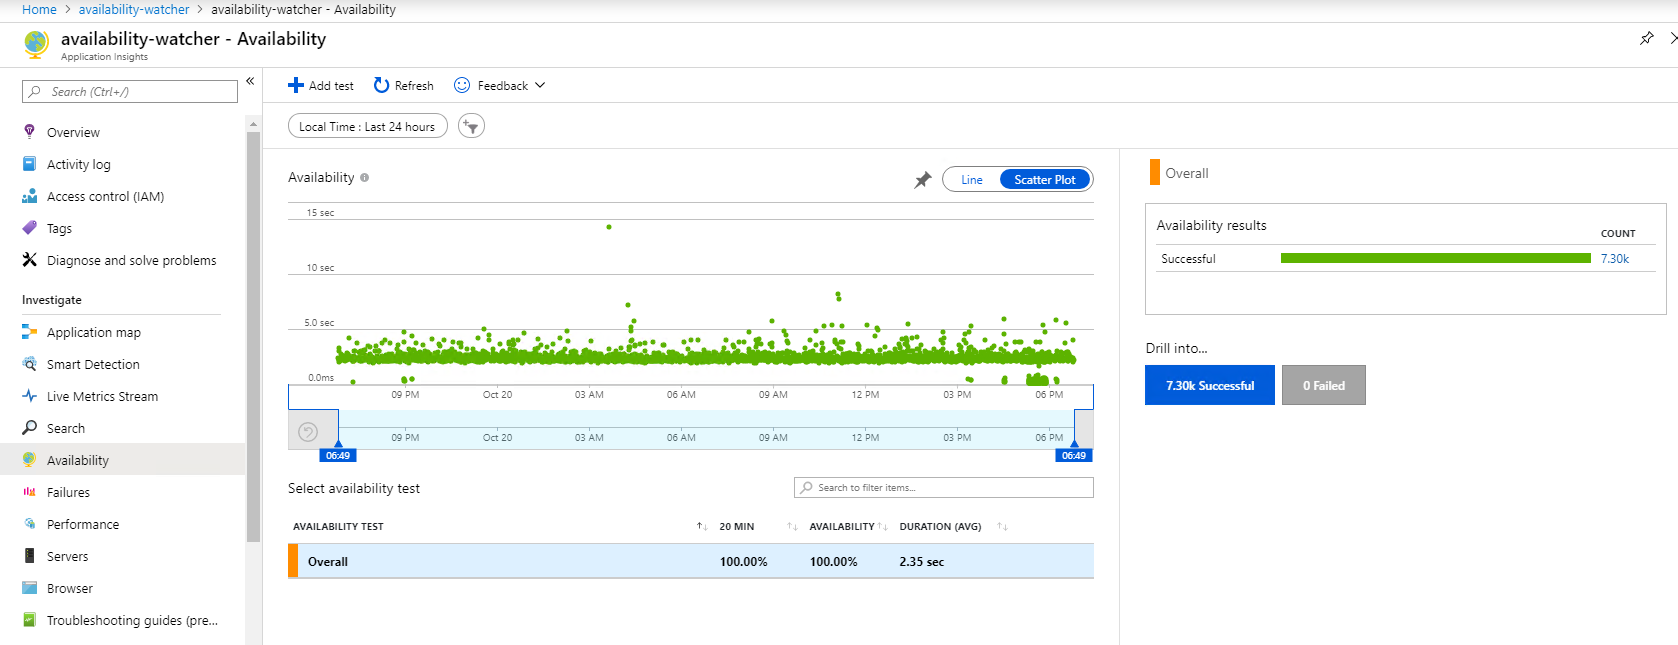 Home > availability-watcher > availability-watcher - Availability
availability-watcher - Availability
Application Insights
Search (Ctrl+/)
Overview
Activity log
Access control (IAM)
Tags
Diagnose and solve problems
Investigate
Application map
Smart Detection
Live Metrics Stream
Search
Availability
Failures
Performance
Servers
Browser
Troubleshooting guides (pre...
Add test Refresh Feedback
Local Time : Last 24 hours
Availability
Line Scatter Plot
15 sec
10 sec
5.0 sec
0.0ms
09 PM Oct 20 03 AM 06 AM 09 AM 12 PM 03 PM 06 PM
09 PM Oct 20 03 AM 06 AM 09 AM 12 PM 03 PM 06 PM
06:49 06:49
Select availability test
Search to filter items...
AVAILABILITY TEST 20 MIN AVAILABILITY DURATION (AVG)
Overall 100.00% 100.00% 2.35 sec
Overall
Availability results
COUNT
Successful 7.30k
Drill into...
7.30k Successful 0 Failed